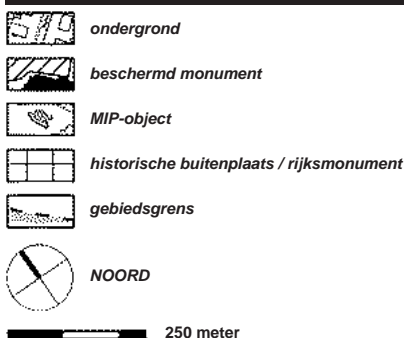 ondergrond
beschermd monument
MIP-object
historische buitenplaats / rijksmonument
gebiedsgrens
NOORD
250 meter